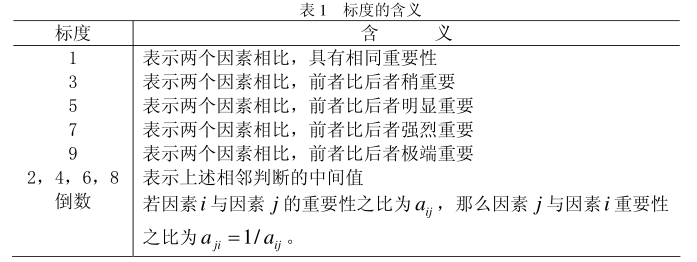 表1 标度的含义
标度 含 义
1 表示两个因素相比，具有相同重要性
3 表示两个因素相比，前者比后者稍重要
5 表示两个因素相比，前者比后者明显重要
7 表示两个因素相比，前者比后者强烈重要
9 表示两个因素相比，前者比后者极端重要
2，4，6，8 表示上述相邻判断的中间值
倒数 若因素 i 与因素 j 的重要性之比为 a_{ij}，那么因素 j 与因素 i 重要性
之比为 a_{ji} =1/ a_{ij}。